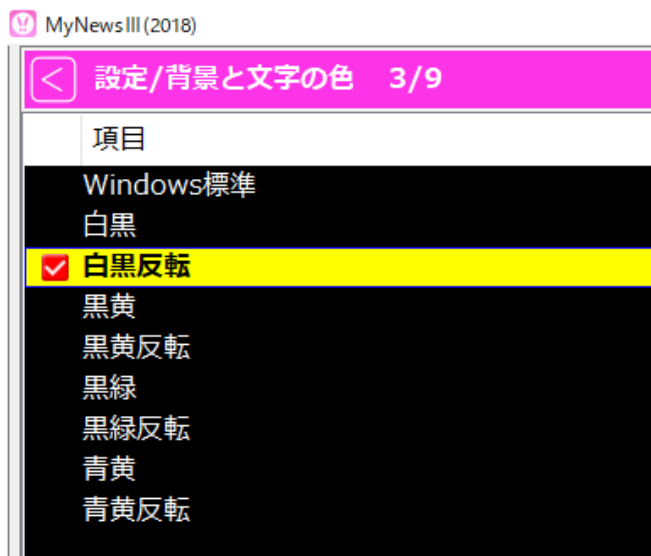 MyNewsⅢ(2018)
< 設定/背景と文字の色 3/9
項目
Windows標準
白黒
白黒反転
黒黄
黒黄反転
黒緑
黒緑反転
青黄
青黄反転